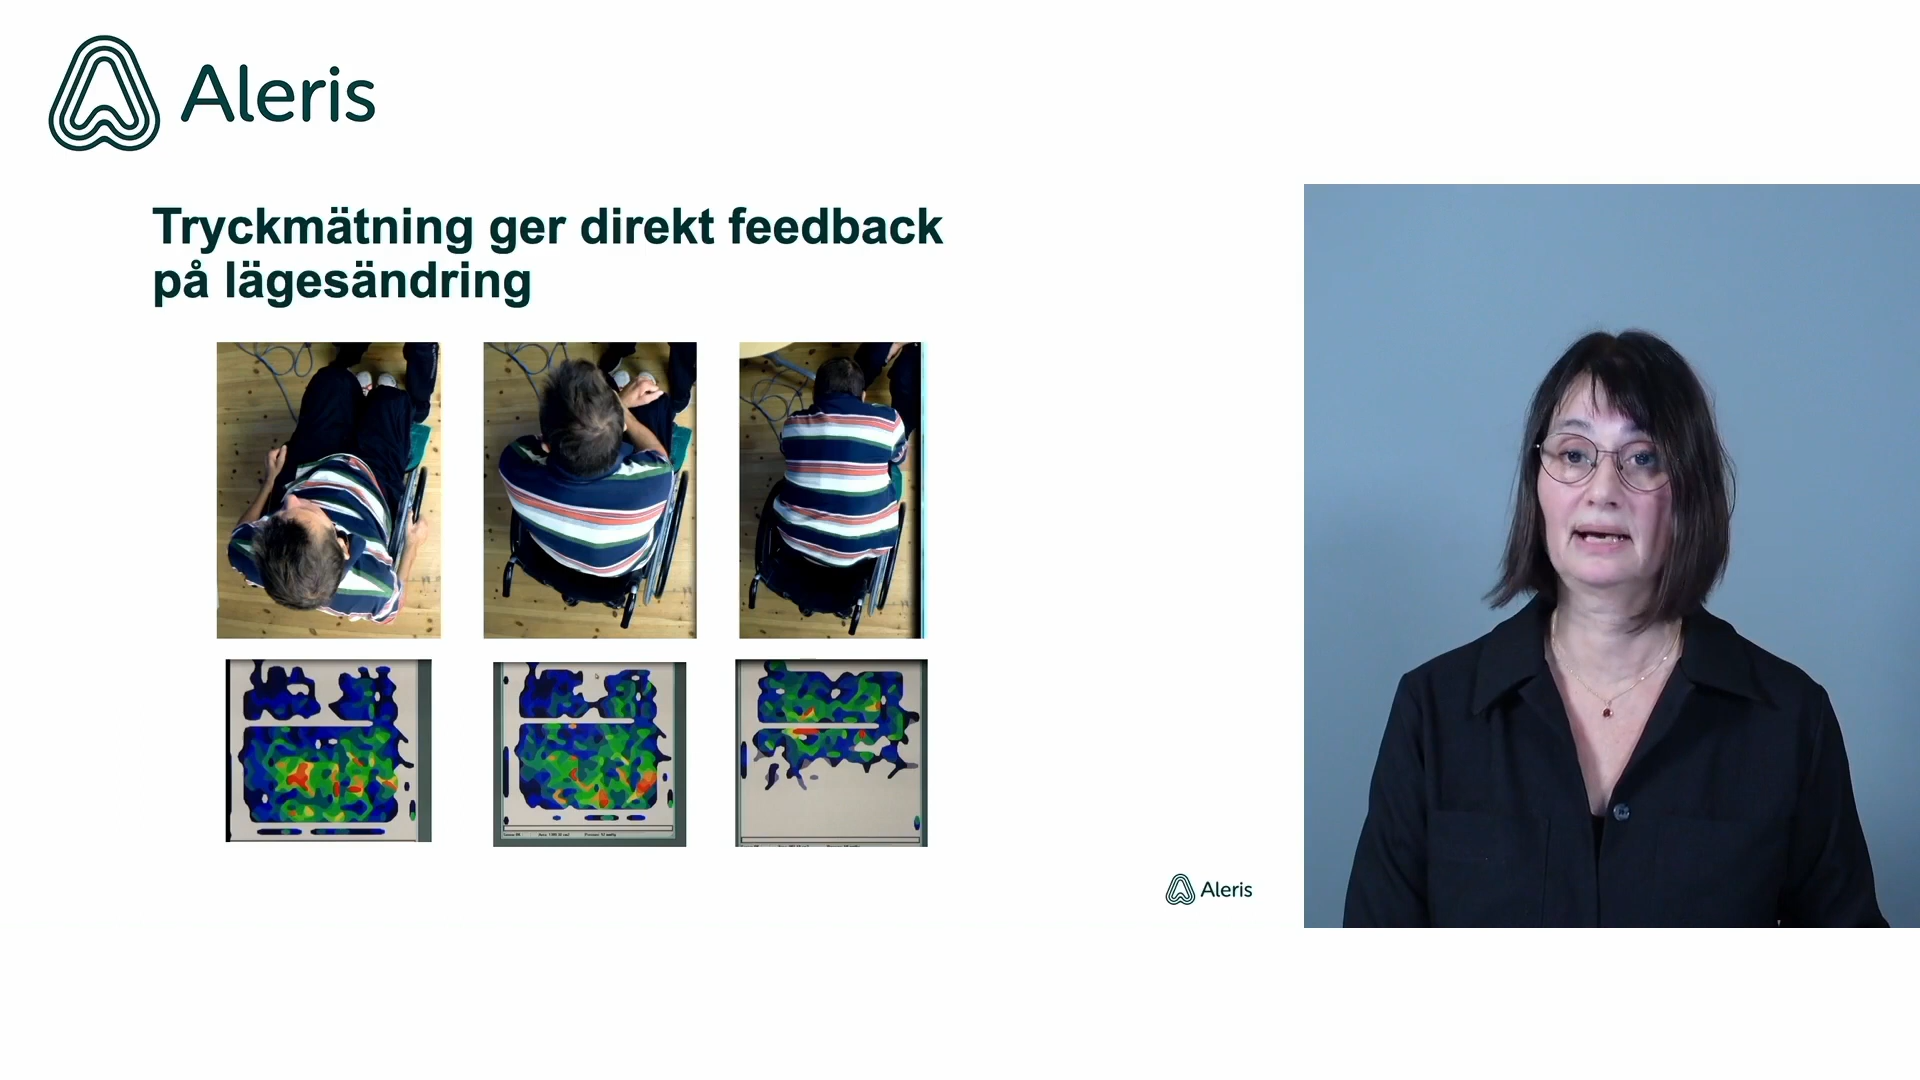 Aleris
Tryckmätning ger direkt feedback
på lägesändring
Aleris